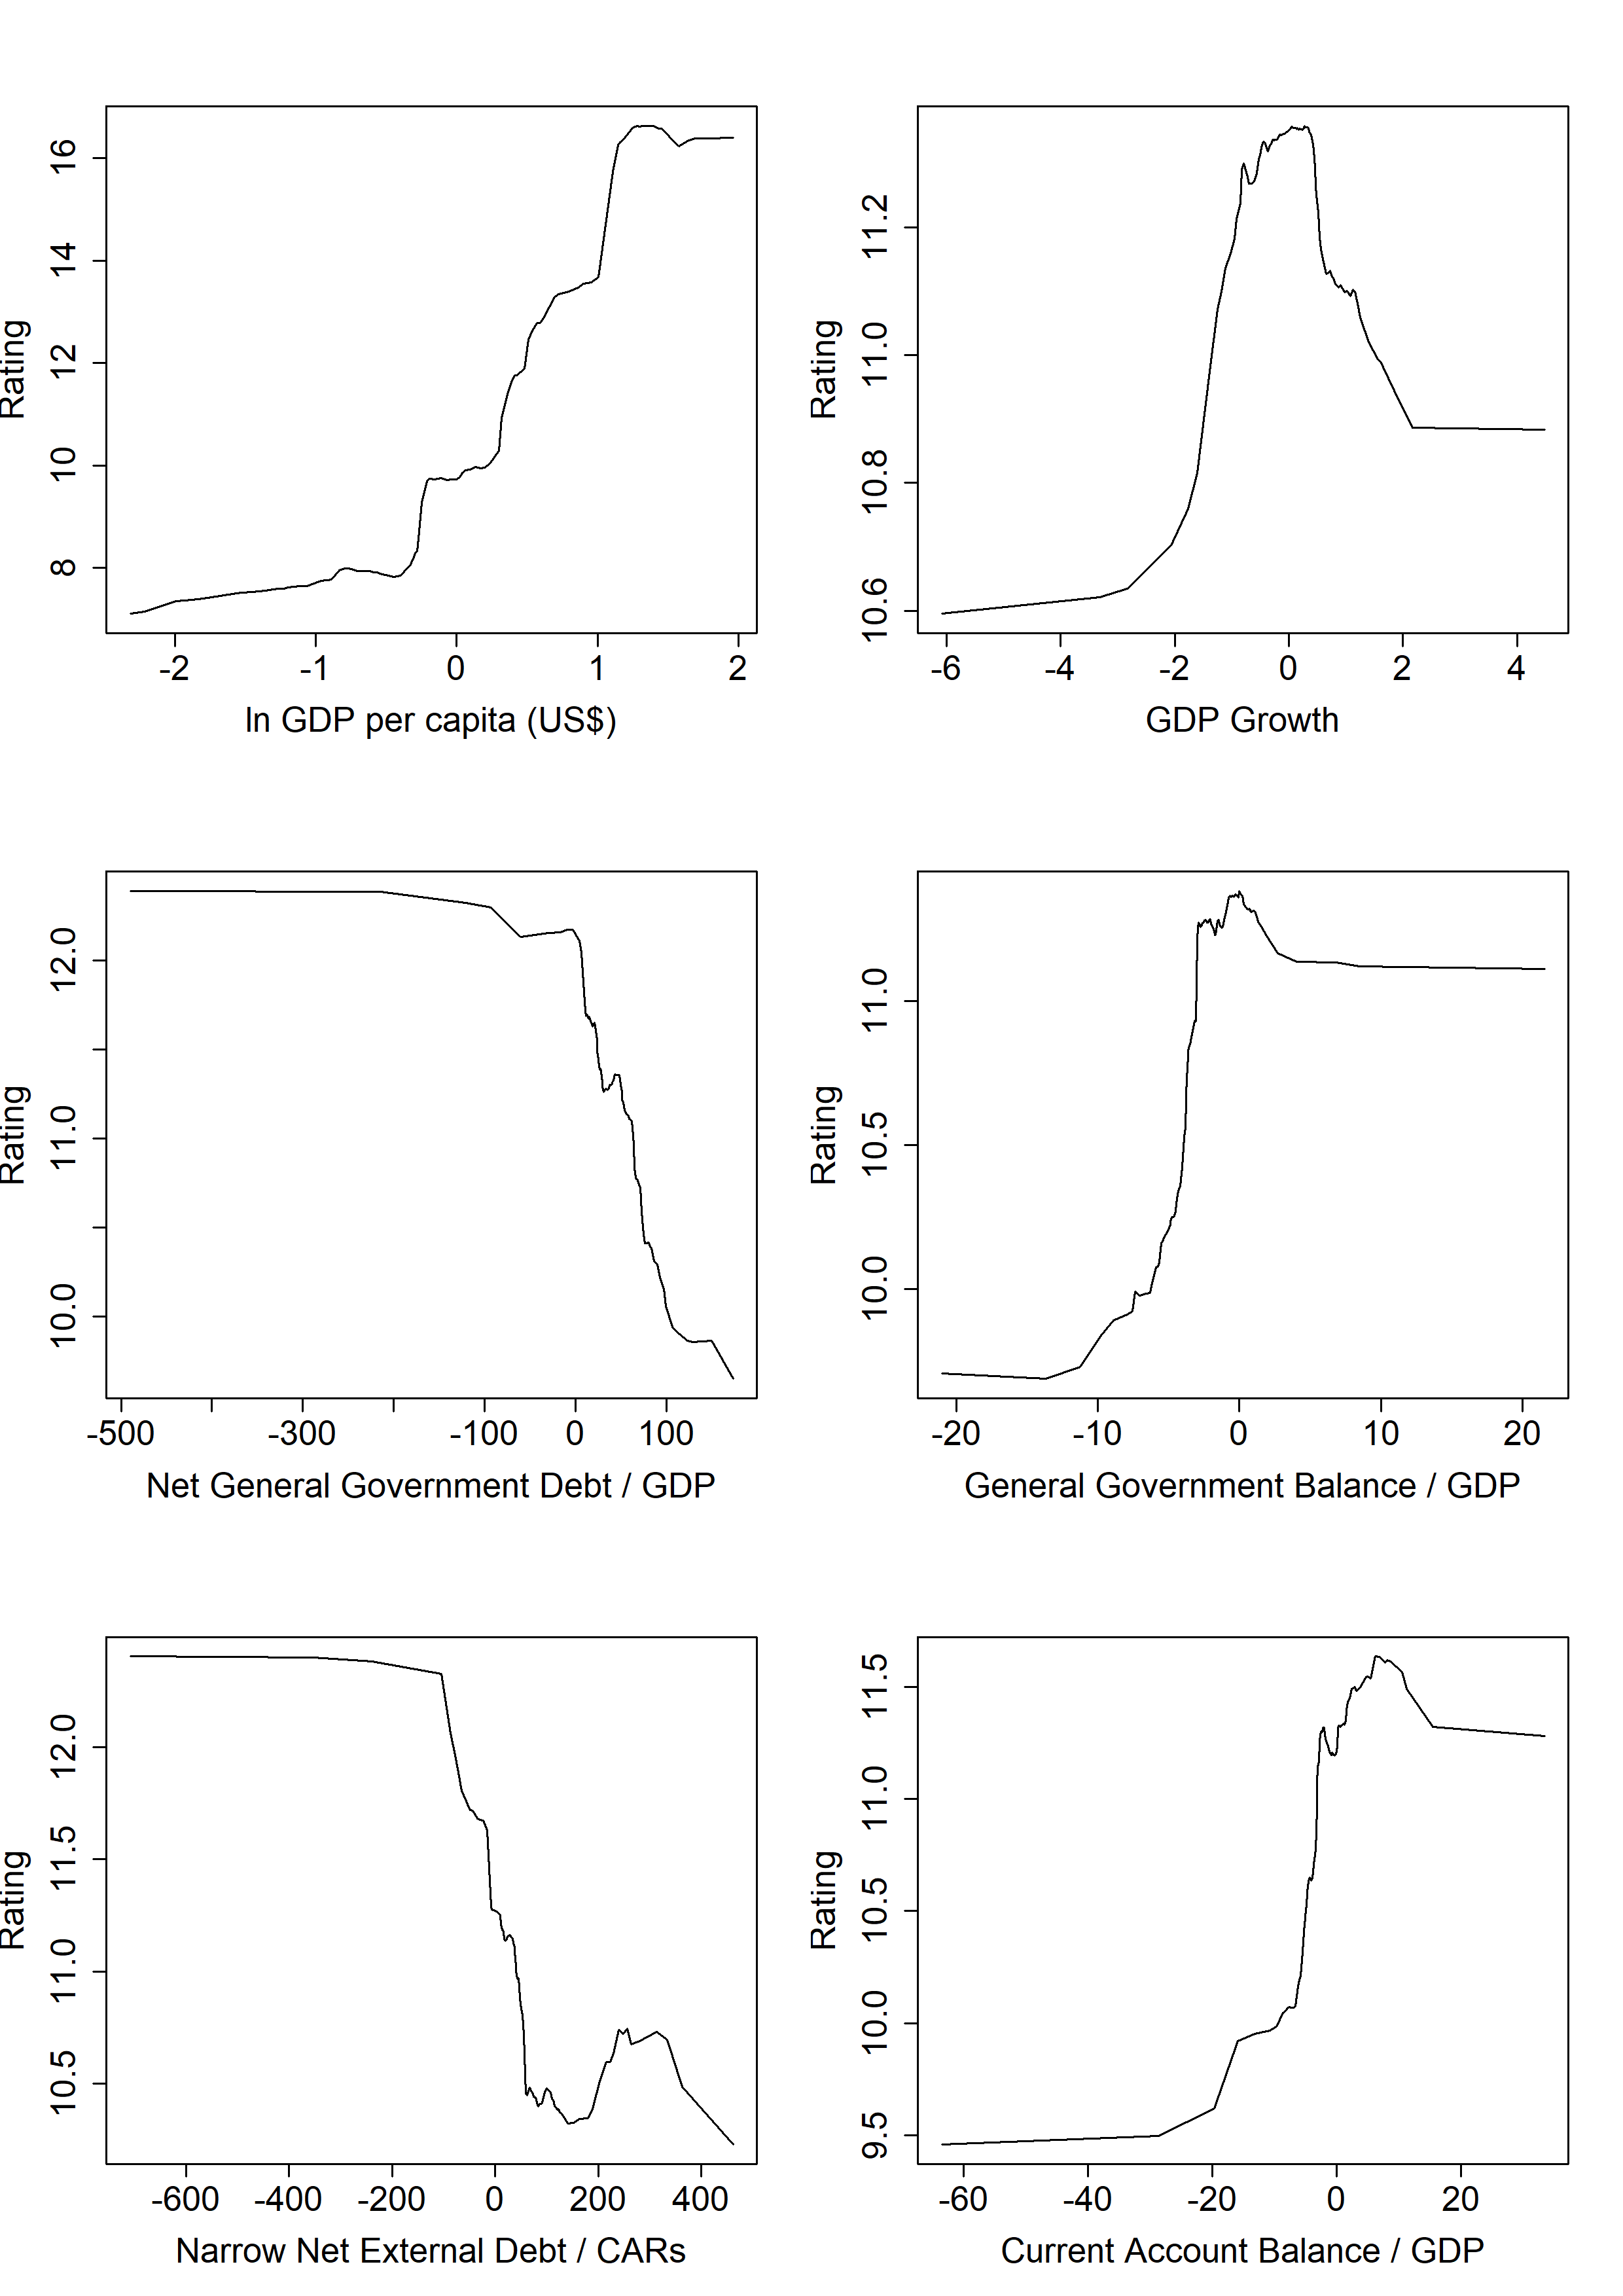 Rating
16
14
12
10
8
-2 -1 0 1 2
ln GDP per capita (US$)
Rating
11.2
11.0
10.8
10.6
-6 -4 -2 0 2 4
GDP Growth
Rating
12.0
11.0
10.0
-500 -300 -100 0 100
Net General Government Debt / GDP
Rating
11.0
10.5
10.0
-20 -10 0 10 20
General Government Balance / GDP
Rating
12.0
11.5
11.0
10.5
-600 -400 -200 0 200 400
Narrow Net External Debt / CARs
Rating
11.5
11.0
10.5
10.0
9.5
-60 -40 -20 0 20
Current Account Balance / GDP